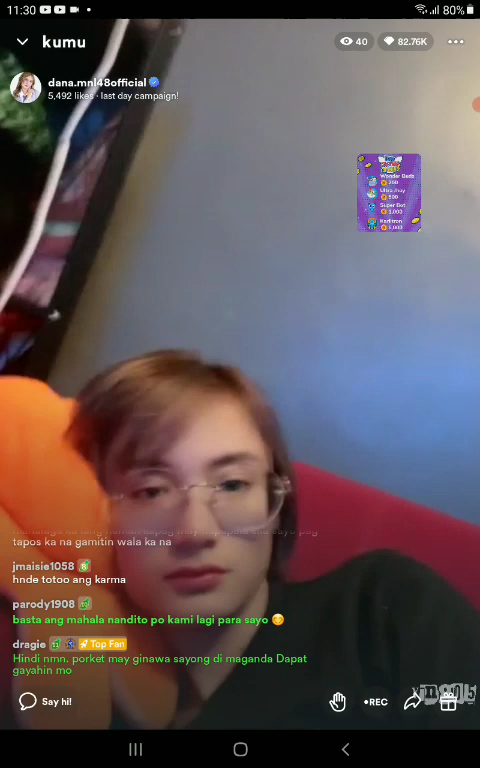 11:30
80%
kumu
40
82.76K
dana.mnl48official
5,492 likes · last day campaign!
Super Bot
tapos ka na gamitin wala ka na
jmaisie1058
hnde totoo ang karma
parody1908
basta ang mahala nandito po kami lagi para sayo 😊
dragie Top Fan
Hindi nmn. porket may ginawa sayong di maganda Dapat
gayahin mo
Say hi!
•REC